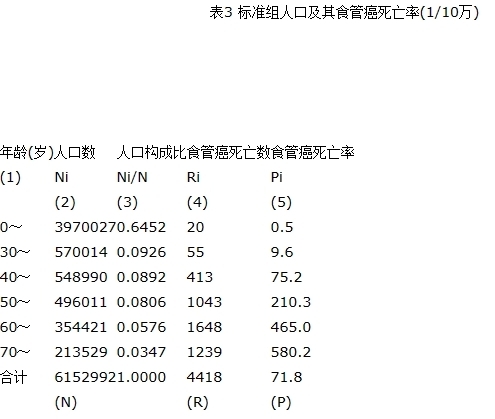 表3 标准组人口及其食管癌死亡率(1/10万)
年龄(岁)人口数 人口构成比食管癌死亡数食管癌死亡率
(1) Ni Ni/N Ri Pi
(2) (3) (4) (5)
0～ 39700270.6452 20 0.5
30～ 570014 0.0926 55 9.6
40～ 548990 0.0892 413 75.2
50～ 496011 0.0806 1043 210.3
60～ 354421 0.0576 1648 465.0
70～ 213529 0.0347 1239 580.2
合计 61529921.0000 4418 71.8
(N) (R) (P)